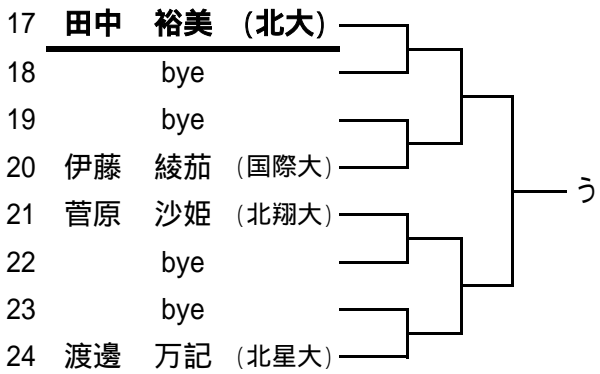 17 田中 裕美 (北大)
18 bye
19 bye
20 伊藤 綾茄 (国際大)
21 菅原 沙姫 (北翔大)
22 bye
23 bye
24 渡邊 万記 (北星大)
う